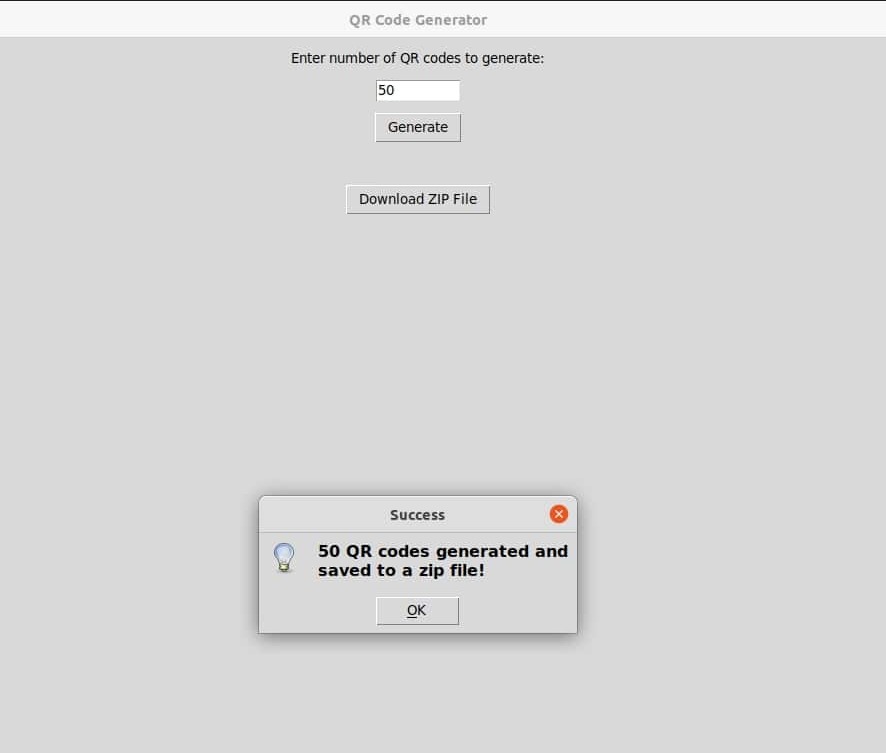 QR Code Generator
Enter number of QR codes to generate:
50
Generate
Download ZIP File
Success
50 QR codes generated and
saved to a zip file!
OK